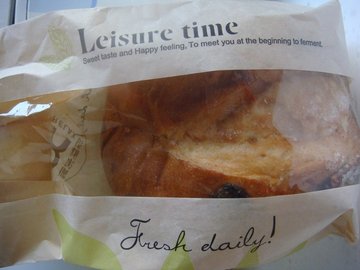 Leisure time
Sweet taste and Happy feeling, To meet you at the beginning to ferment.
Fresh daily!